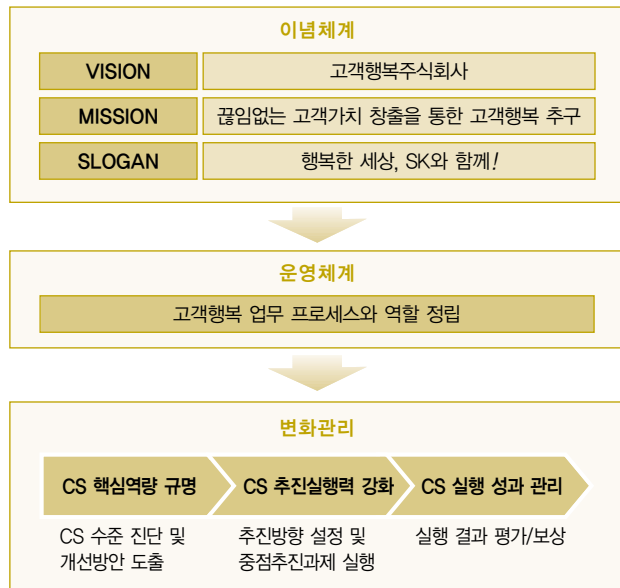 이념체계
VISION 고객행복주식회사
MISSION 끊임없는 고객가치 창출을 통한 고객행복 추구
SLOGAN 행복한 세상, SK와 함께!
운영체계
고객행복 업무 프로세스와 역할 정립
변화관리
CS 핵심역량 규명 CS 추진실행력 강화 CS 실행 성과 관리
CS 수준 진단 및 추진방향 설정 및 실행 결과 평가/보상
개선방안 도출 중점추진과제 실행